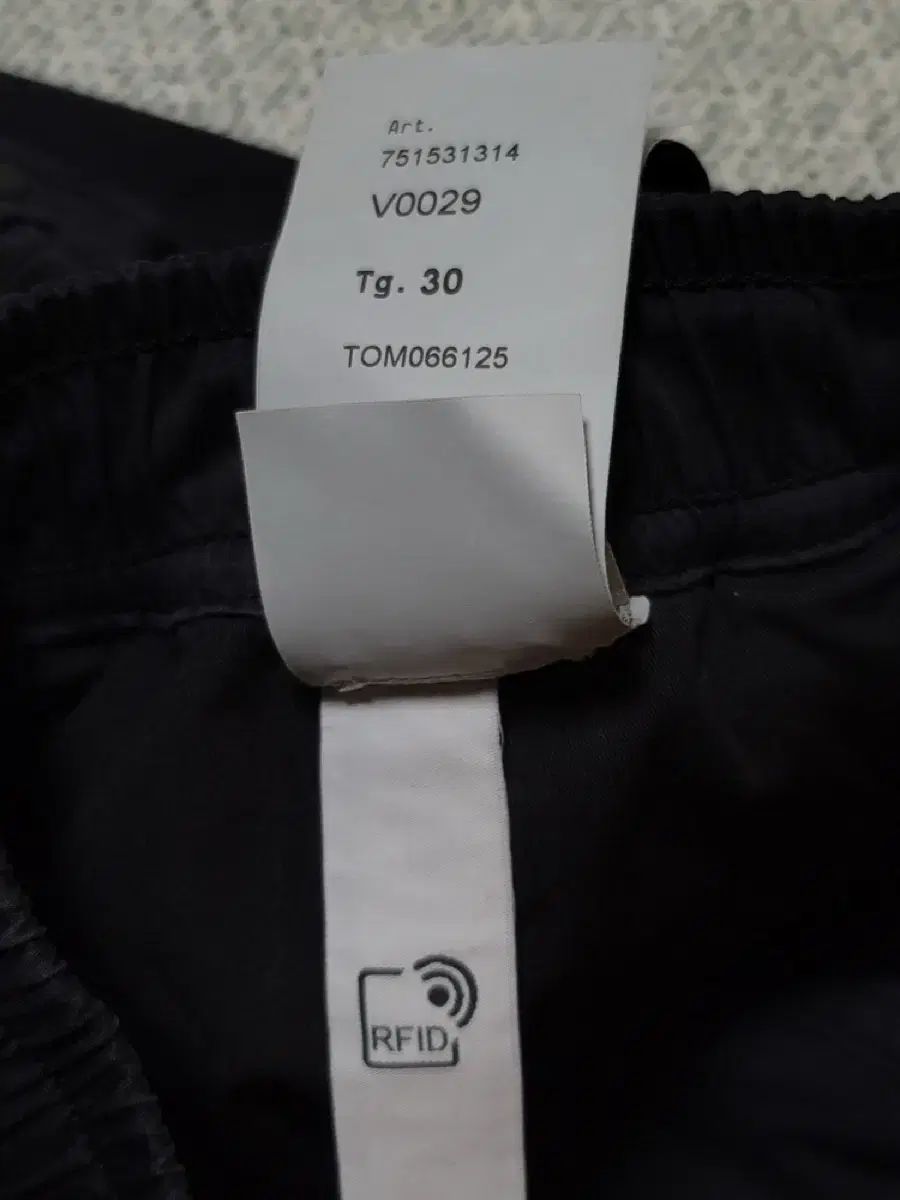 Art.
751531314
V0029
Tg. 30
TOM066125
RFID